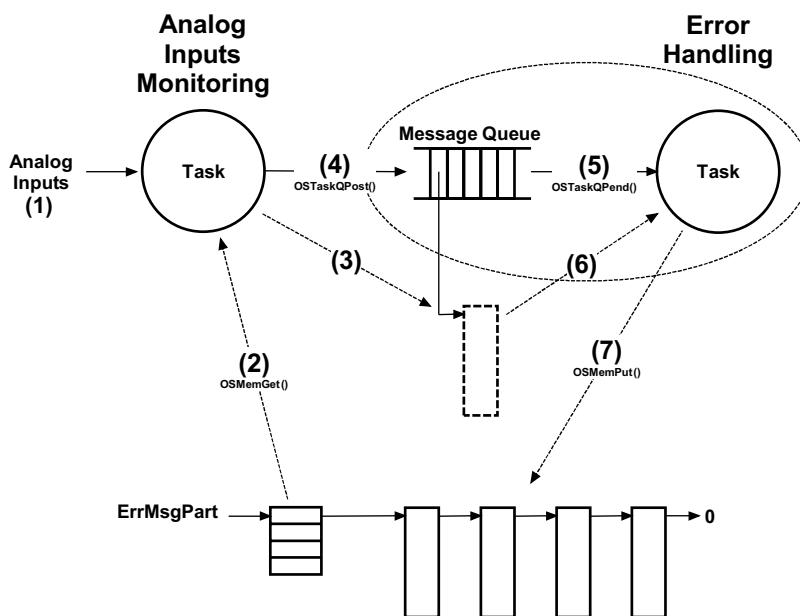 Analog
Inputs
Monitoring
Error
Handling
Message Queue
Analog
Inputs
(1)
Task
(4)
OSTaskQPost()
(5)
OSTaskQPend()
Task
(3)
(6)
(2)
OSMemGet()
(7)
OSMemPut()
ErrMsgPart
0